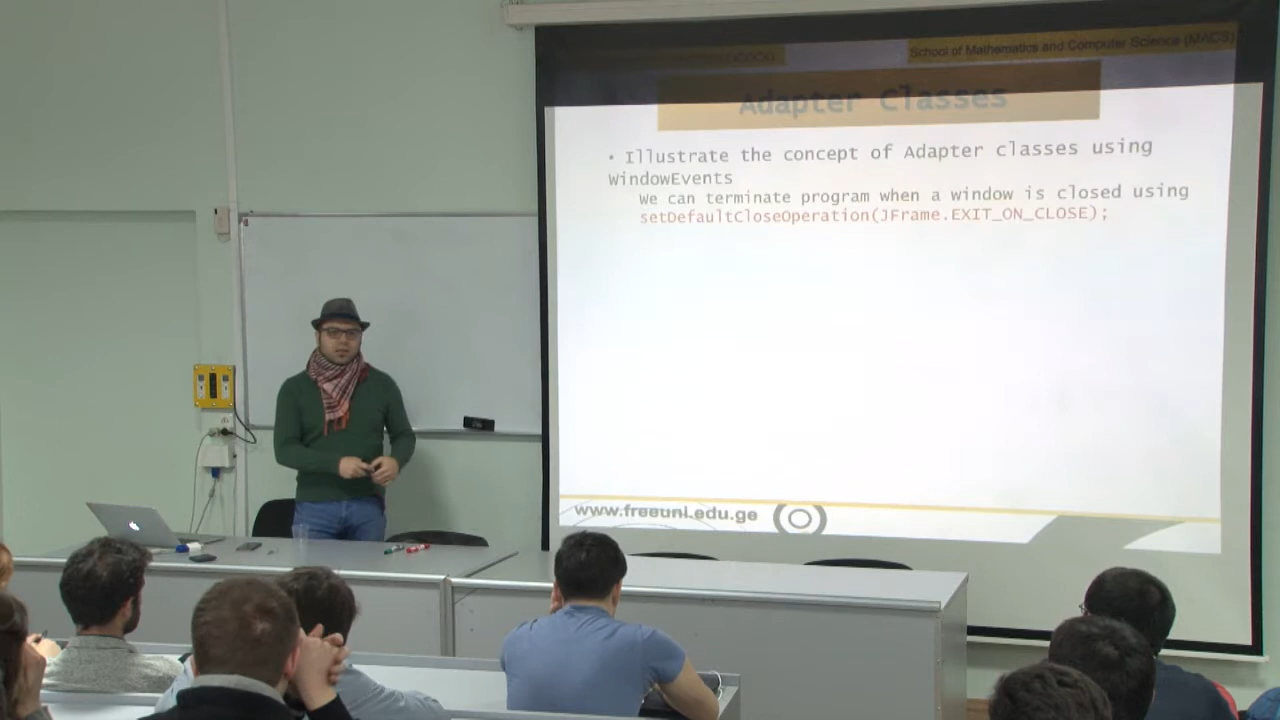 School of Mathematics and Computer Science (MACS)
Adapter Classes
• Illustrate the concept of Adapter classes using
WindowEvents
We can terminate program when a window is closed using
setDefaultCloseOperation(JFrame.EXIT_ON_CLOSE);
www.freeuni.edu.ge